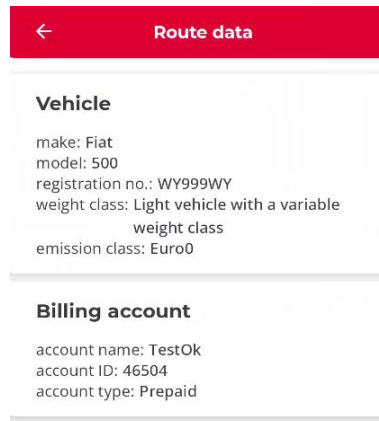 Route data
Vehicle
make: Fiat
model: 500
registration no.: WY999WY
weight class: Light vehicle with a variable
weight class
emission class: Euro0
Billing account
account name: TestOk
account ID: 46504
account type: Prepaid